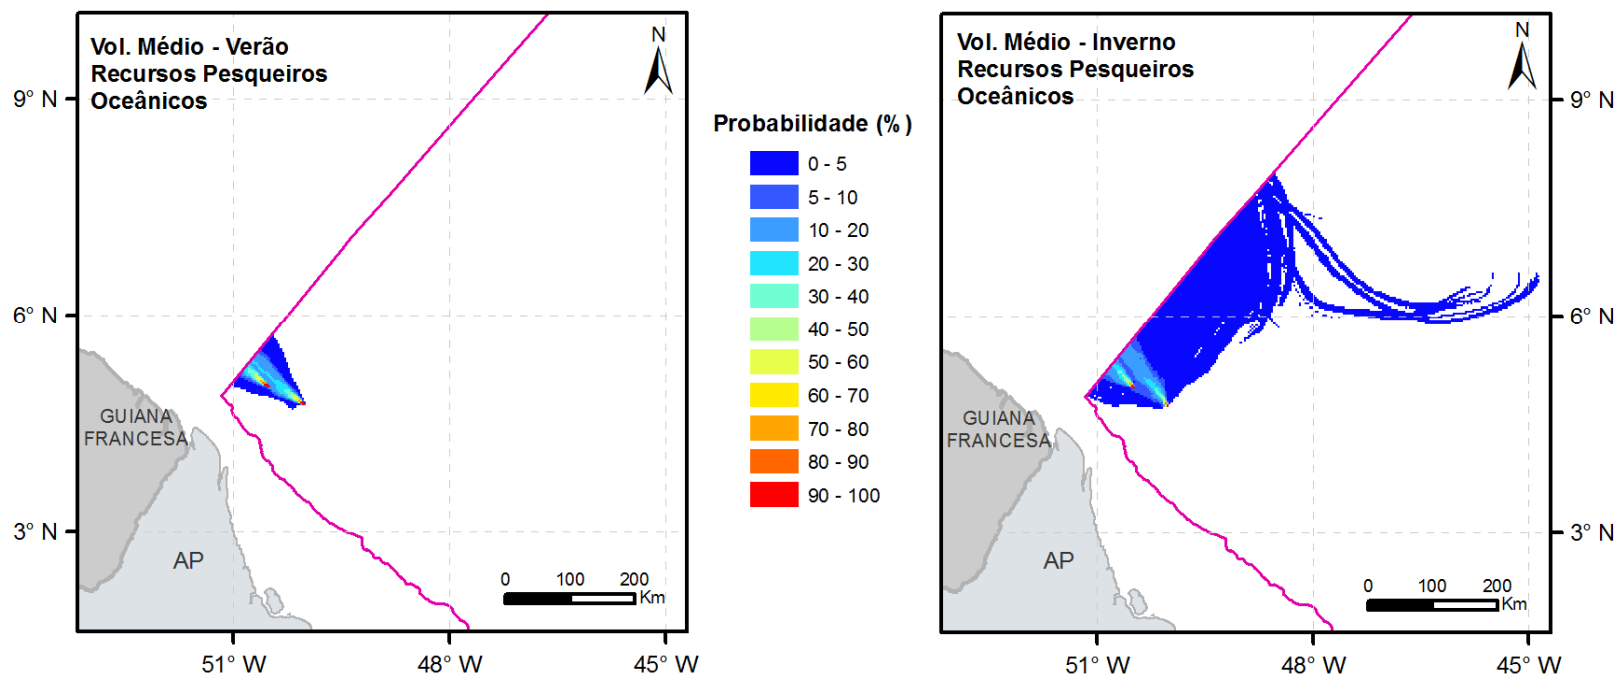 Vol. Médio - Verão
Recursos Pesqueiros
Oceânicos
N
9° N
6° N
3° N
GUIANA
FRANCESA
AP
0 100 200
Km
51° W 48° W 45° W
Probabilidade (%)
0 - 5
5 - 10
10 - 20
20 - 30
30 - 40
40 - 50
50 - 60
60 - 70
70 - 80
80 - 90
90 - 100
Vol. Médio - Inverno
Recursos Pesqueiros
Oceânicos
N
9° N
6° N
3° N
GUIANA
FRANCESA
AP
0 100 200
Km
51° W 48° W 45° W